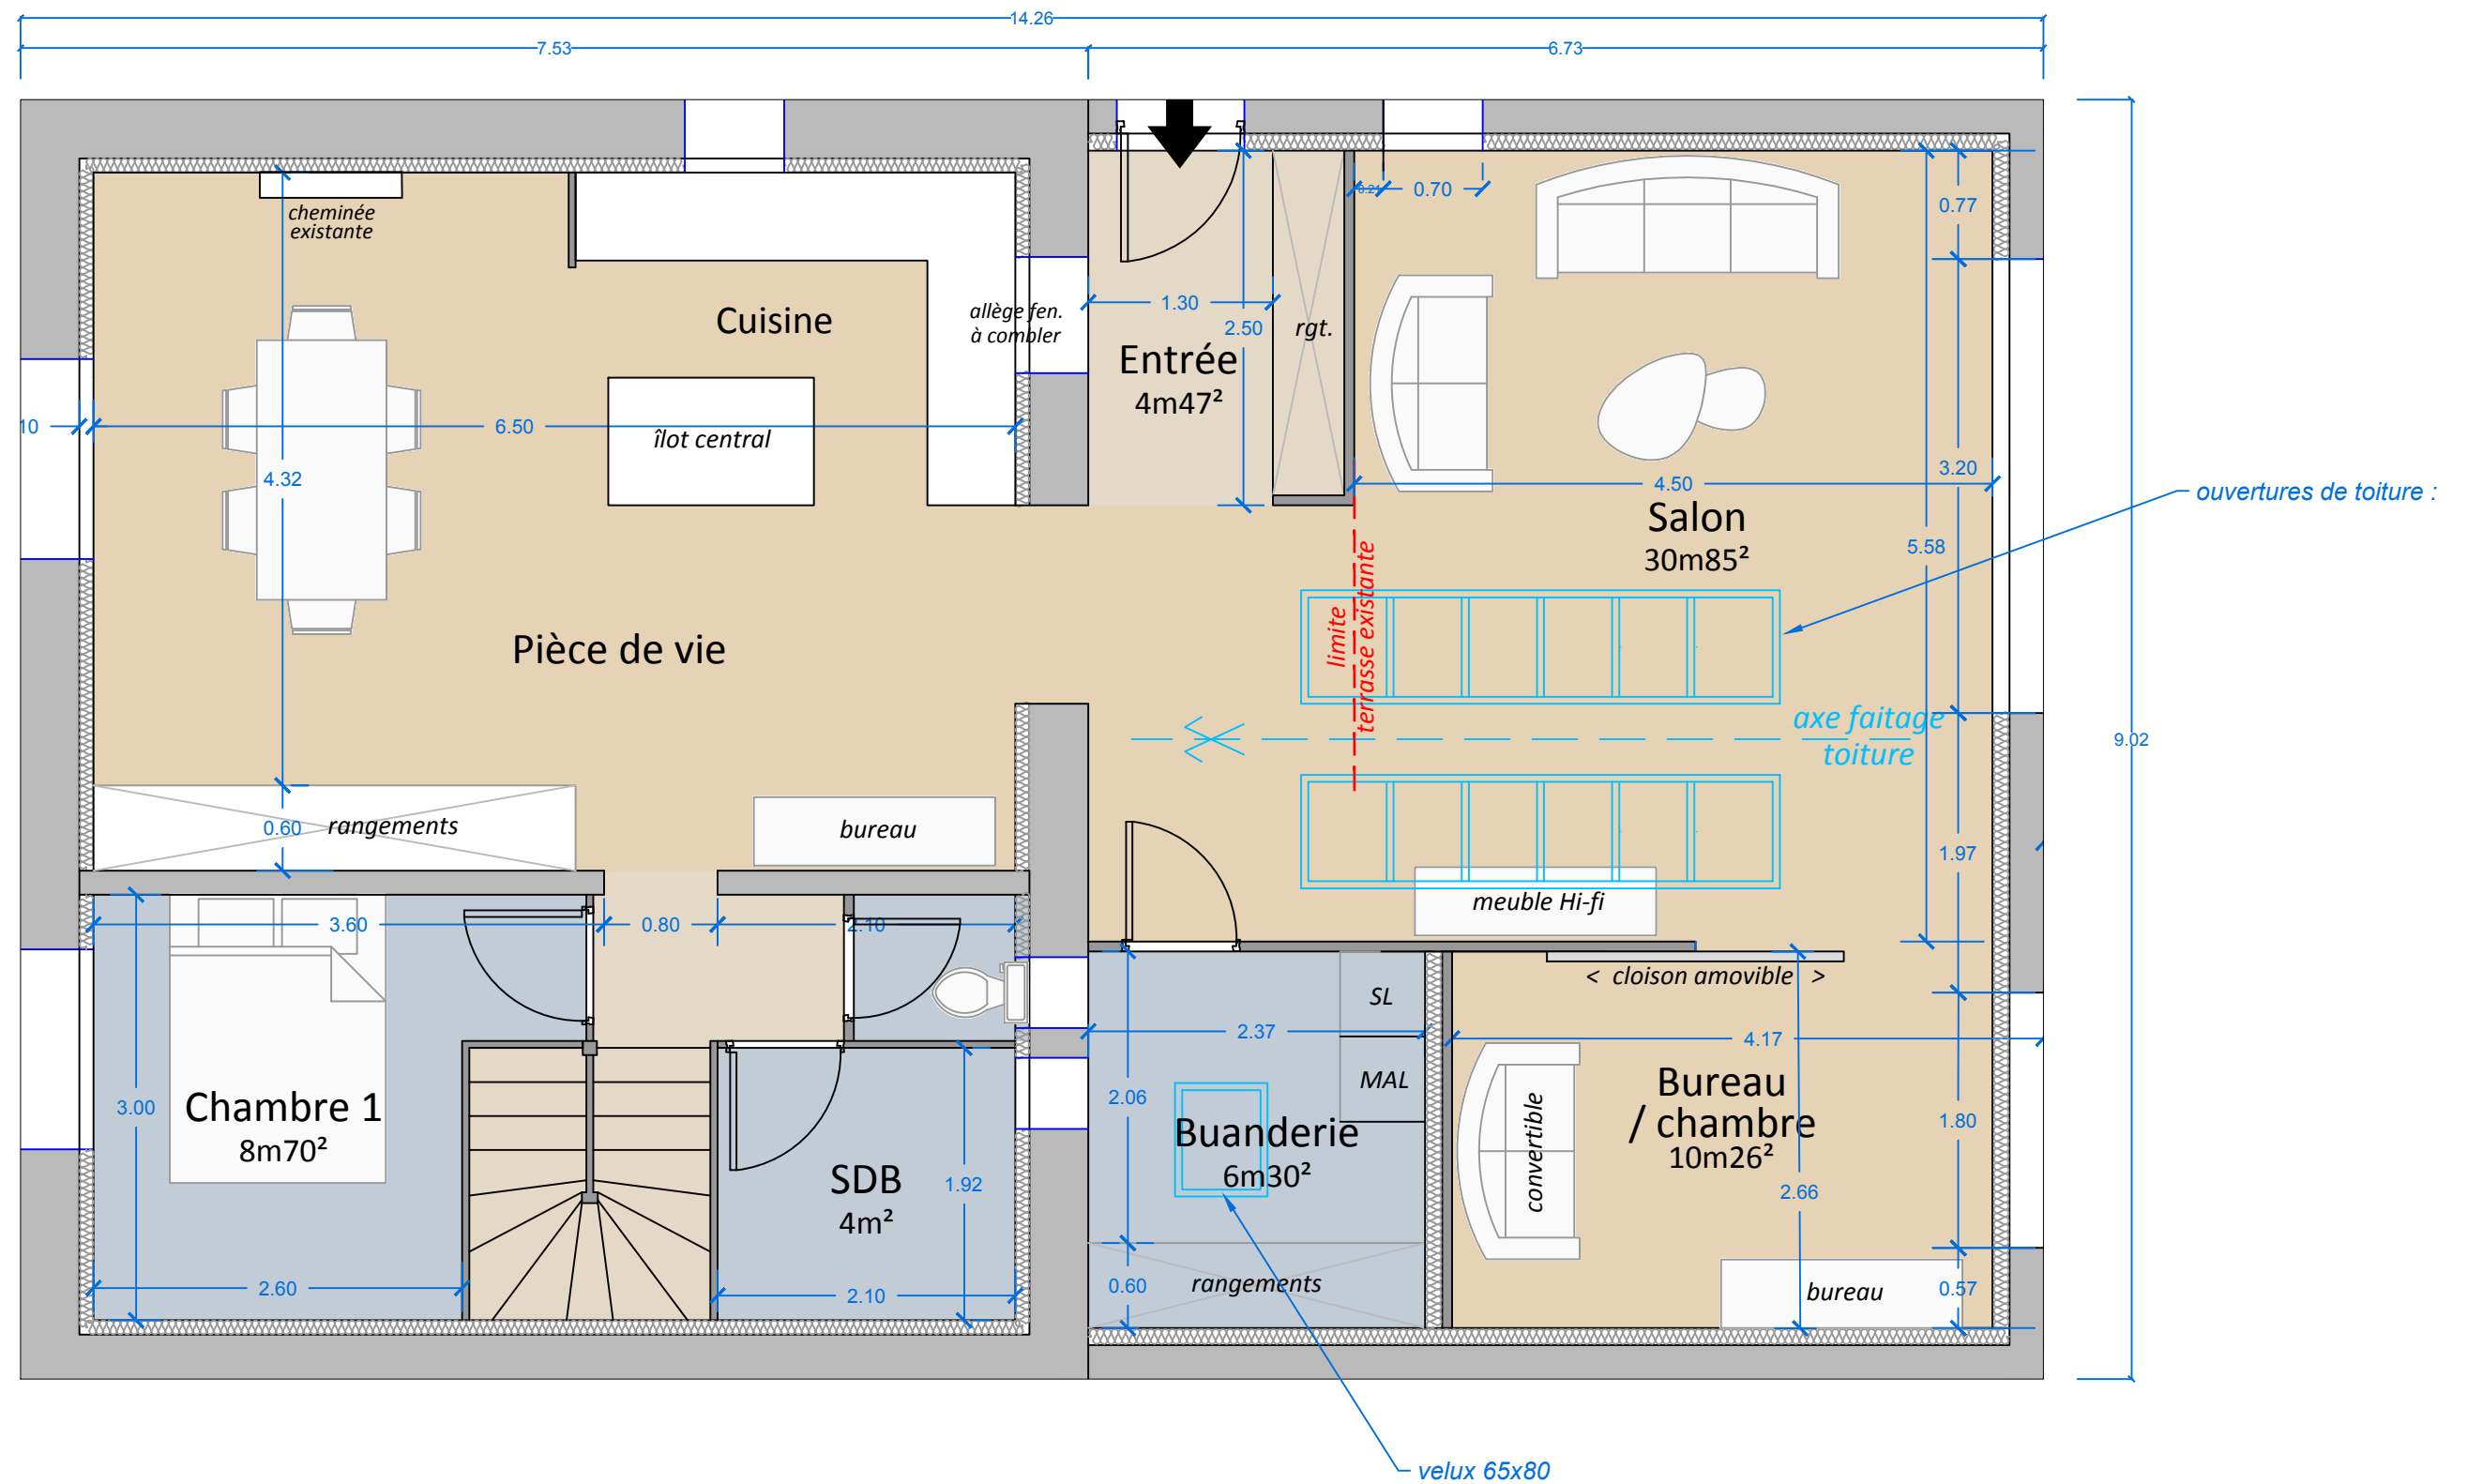 14.26
7.53
6.73
cheminée
existante
0.21
0.70
0.77
Cuisine
allège fen.
à combler
1.30
2.50
rgt.
Entrée
4m47²
10
6.50
îlot central
4.32
4.50
3.20
Salon
30m85²
5.58
ouvertures de toiture :
limite
terrasse existante
Pièce de vie
axe faitage
toiture
9.02
0.60
rangements
bureau
1.97
meuble Hi-fi
3.60
0.80
2.10
< cloison amovible >
SL
2.37
4.17
MAL
Chambre 1
8m70²
3.00
2.06
Buanderie
6m30²
convertible
Bureau
/ chambre
10m26²
1.80
2.66
SDB
4m²
1.92
2.60
2.10
0.60
rangements
bureau
0.57
velux 65x80